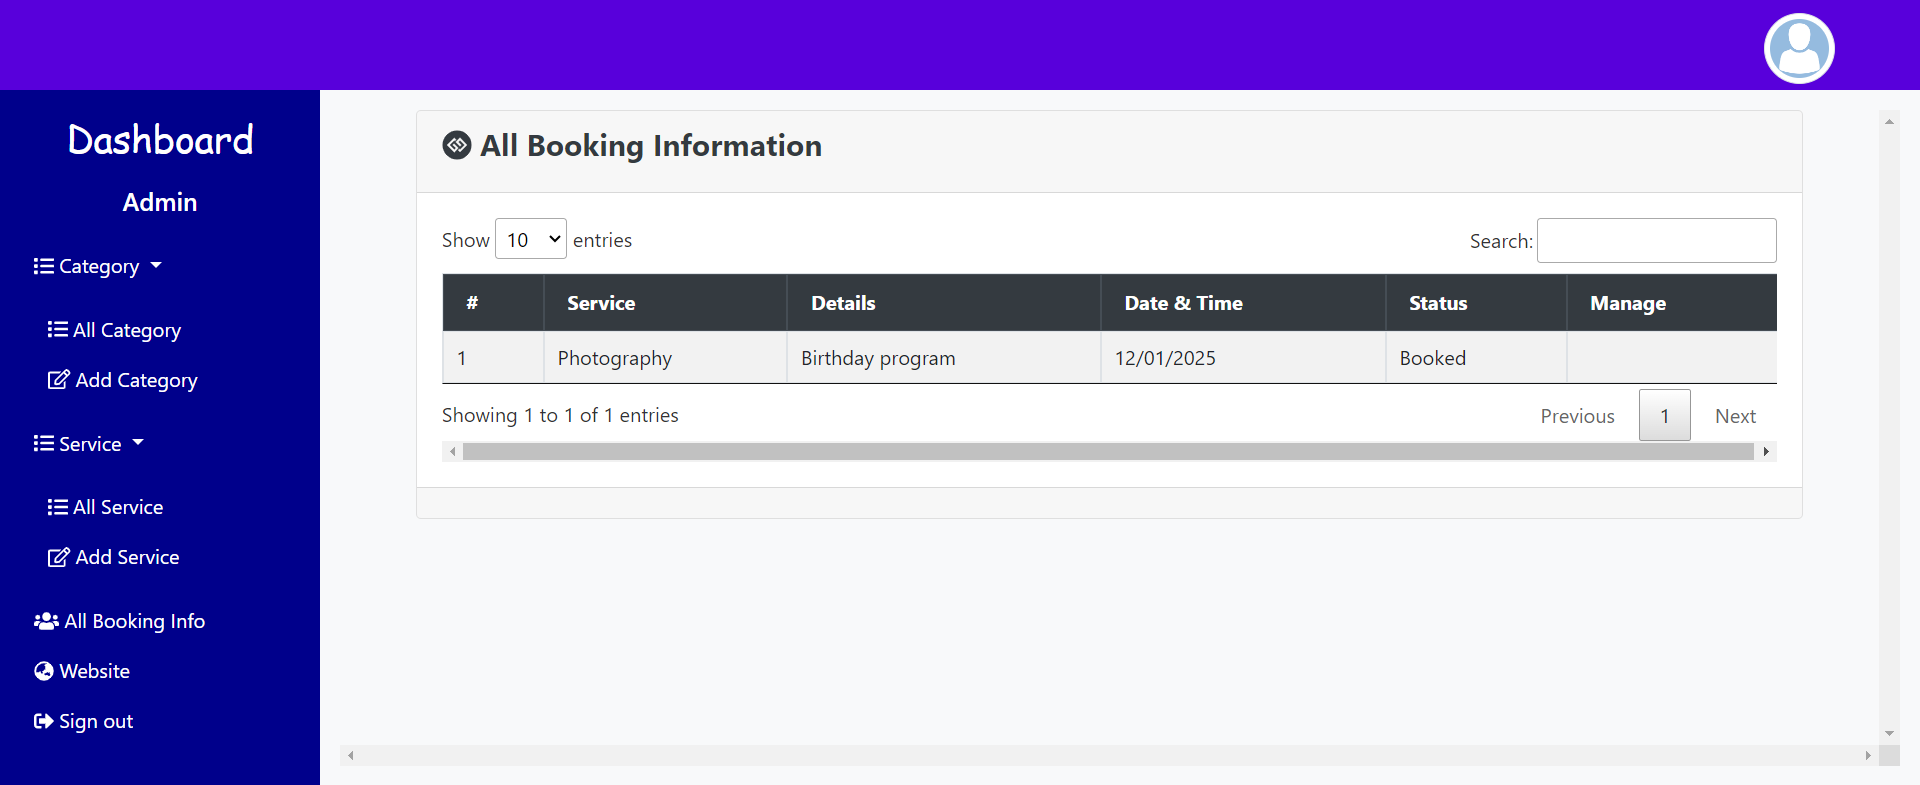 Dashboard
Admin
Category
All Category
Add Category
Service
All Service
Add Service
All Booking Info
Website
Sign out
All Booking Information
Show 10 entries
Search:
# Service Details Date & Time Status Manage
1 Photography Birthday program 12/01/2025 Booked
Showing 1 to 1 of 1 entries
Previous 1 Next